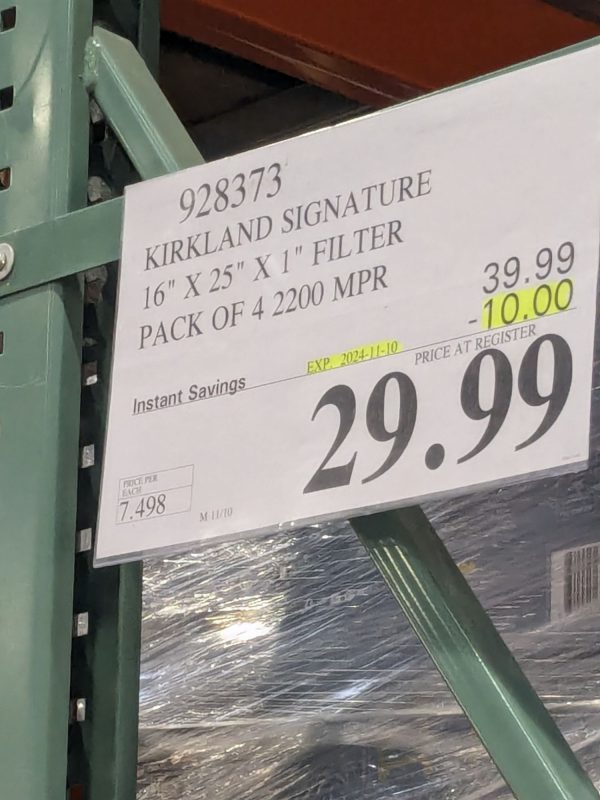 928373
KIRKLAND SIGNATURE
16" X 25" X 1" FILTER
PACK OF 4 2200 MPR
39.99
-10.00
EXP. 2024-11-10
PRICE AT REGISTER
Instant Savings
29.99
PRICE PER
EACH
7.498
M 11/10